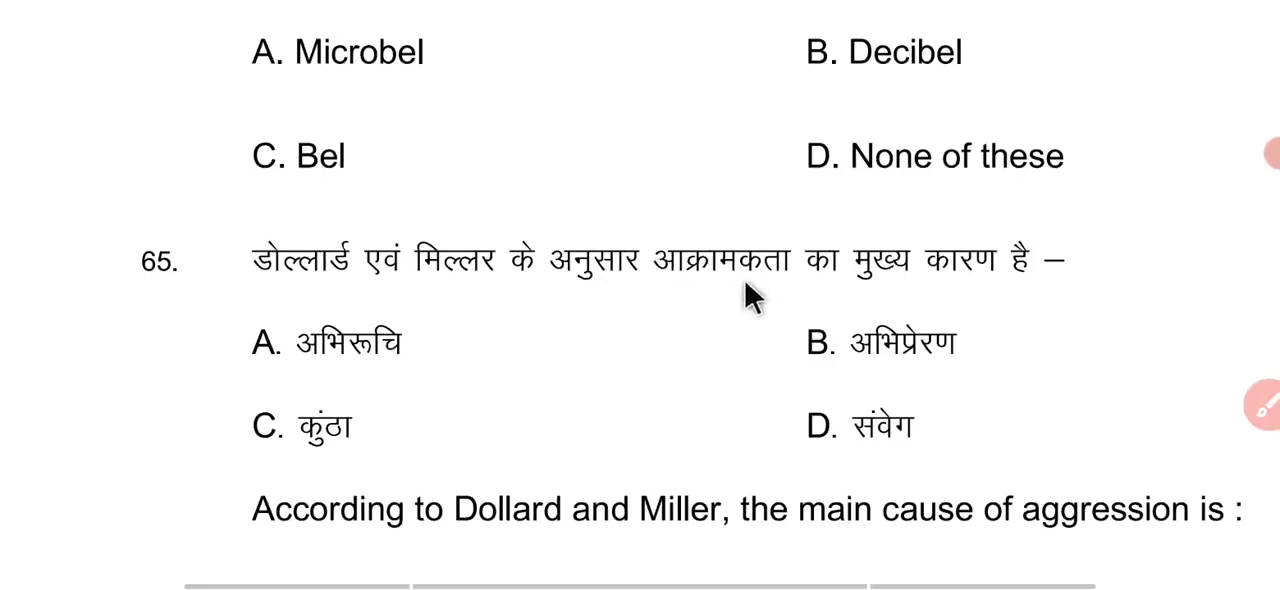 A. Microbel B. Decibel
C. Bel D. None of these
65. डोल्लार्ड एवं मिल्लर के अनुसार आक्रामकता का मुख्य कारण है –
A. अभिरूचि B. अभिप्रेरण
C. कुंठा D. संवेग
According to Dollard and Miller, the main cause of aggression is :